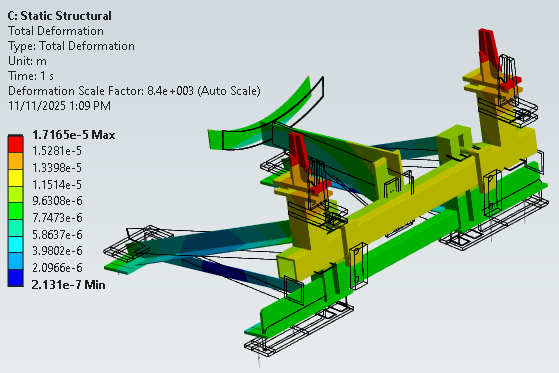 C: Static Structural
Total Deformation
Type: Total Deformation
Unit: m
Time: 1 s
Deformation Scale Factor: 8.4e+003 (Auto Scale)
11/11/2025 1:09 PM
1.7165e-5 Max
1.5281e-5
1.3398e-5
1.1514e-5
9.6308e-6
7.7473e-6
5.8637e-6
3.9802e-6
2.0966e-6
2.131e-7 Min